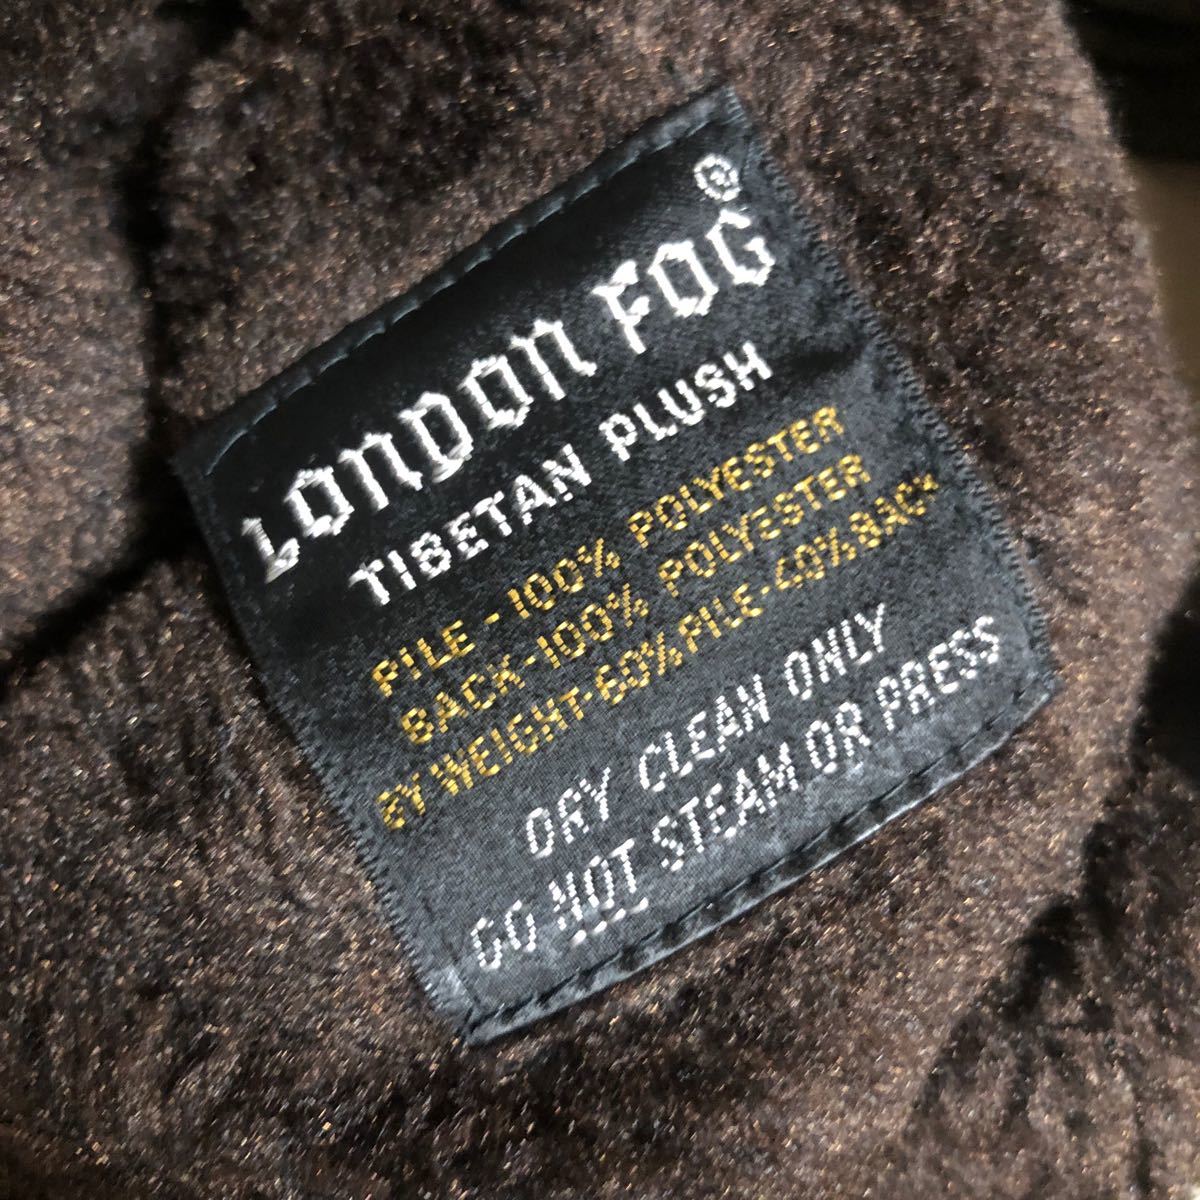 LONDON FOG®
TIBETAN PLUSH
PILE - 100% POLYESTER
BACK - 100% POLYESTER
BY WEIGHT - 60% PILE - 40% BACK
DRY CLEAN ONLY
DO NOT STEAM OR PRESS